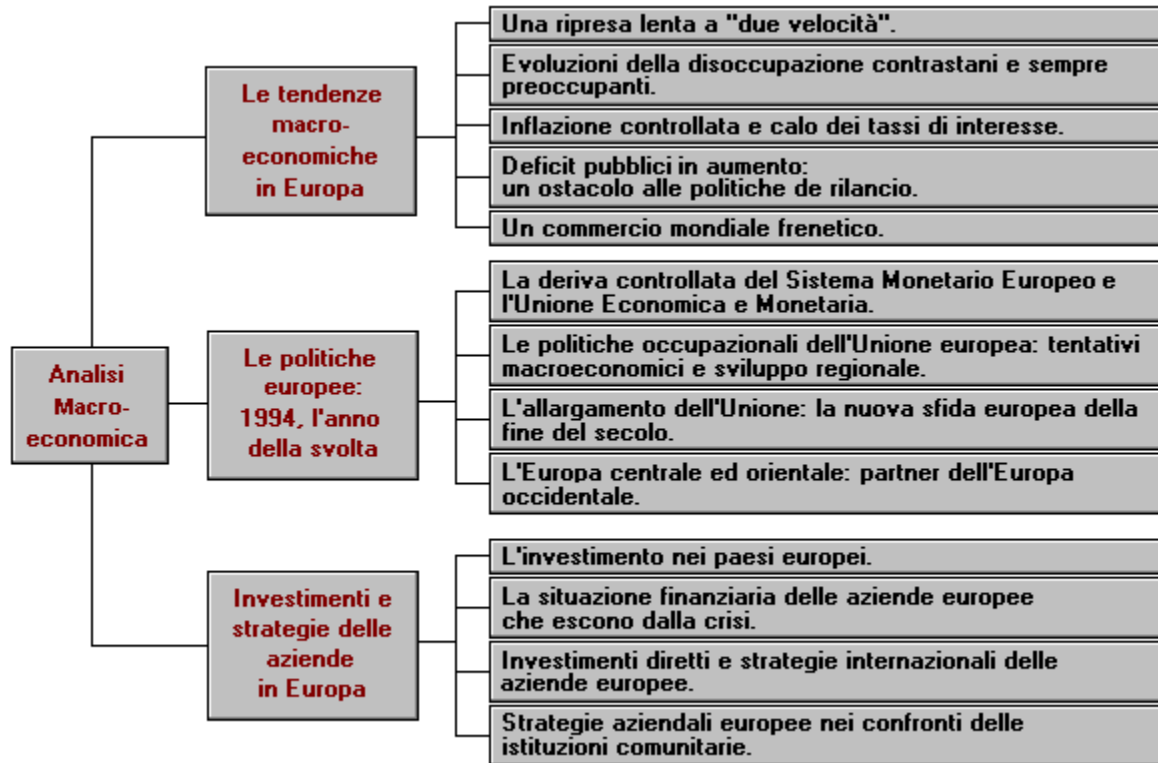 Analisi
Macro-
economica
Le tendenze
macro-
economiche
in Europa
Una ripresa lenta a "due velocità".
Evoluzioni della disoccupazione contrastani e sempre
preoccupanti.
Inflazione controllata e calo dei tassi di interesse.
Deficit pubblici in aumento:
un ostacolo alle politiche de rilancio.
Un commercio mondiale frenetico.
Le politiche
europee:
1994, l'anno
della svolta
La deriva controllata del Sistema Monetario Europeo e
l'Unione Economica e Monetaria.
Le politiche occupazionali dell'Unione europea: tentativi
macroeconomici e sviluppo regionale.
L'allargamento dell'Unione: la nuova sfida europea della
fine del secolo.
L'Europa centrale ed orientale: partner dell'Europa
occidentale.
Investimenti e
strategie delle
aziende
in Europa
L'investimento nei paesi europei.
La situazione finanziaria delle aziende europee
che escono dalla crisi.
Investimenti diretti e strategie internazionali delle
aziende europee.
Strategie aziendali europee nei confronti delle
istituzioni comunitarie.